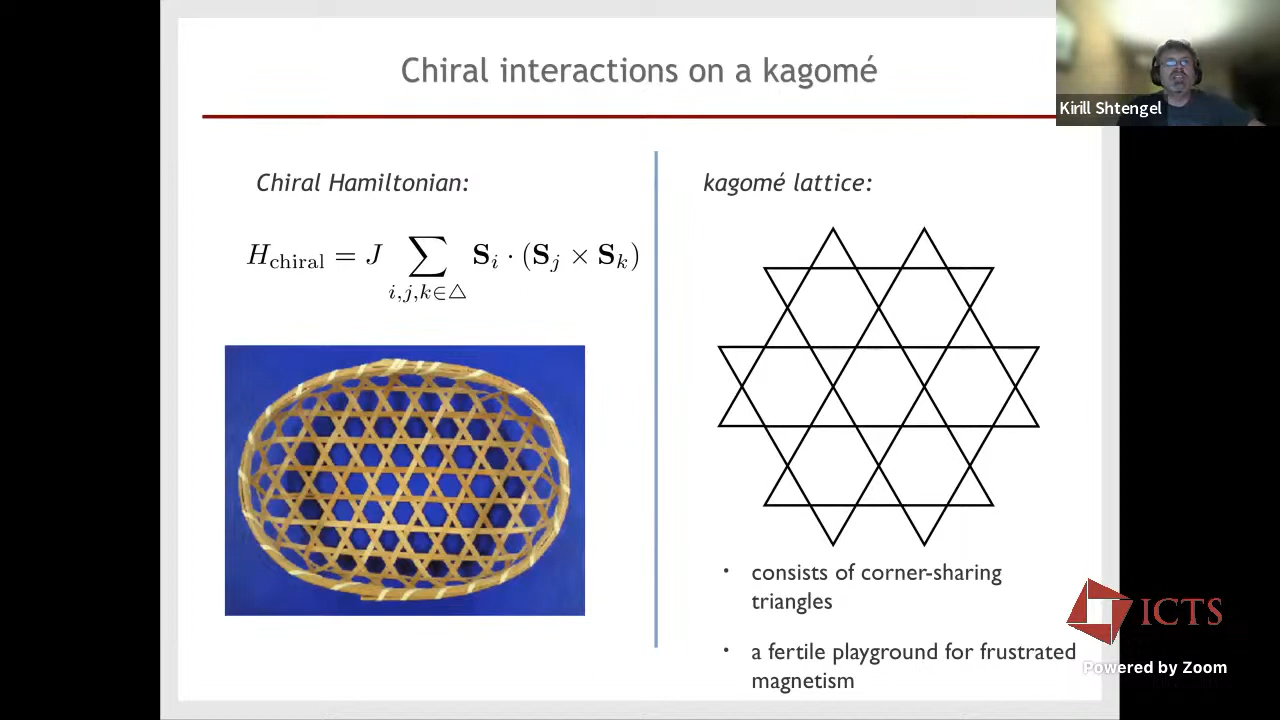 Chiral interactions on a kagomé
Kirill Shtengel
Chiral Hamiltonian:
H_chiral = J ∑_{i,j,k∈△} S_i · (S_j × S_k)
kagomé lattice:
• consists of corner-sharing
triangles
• a fertile playground for frustrated
magnetism
ICTS
Powered by Zoom